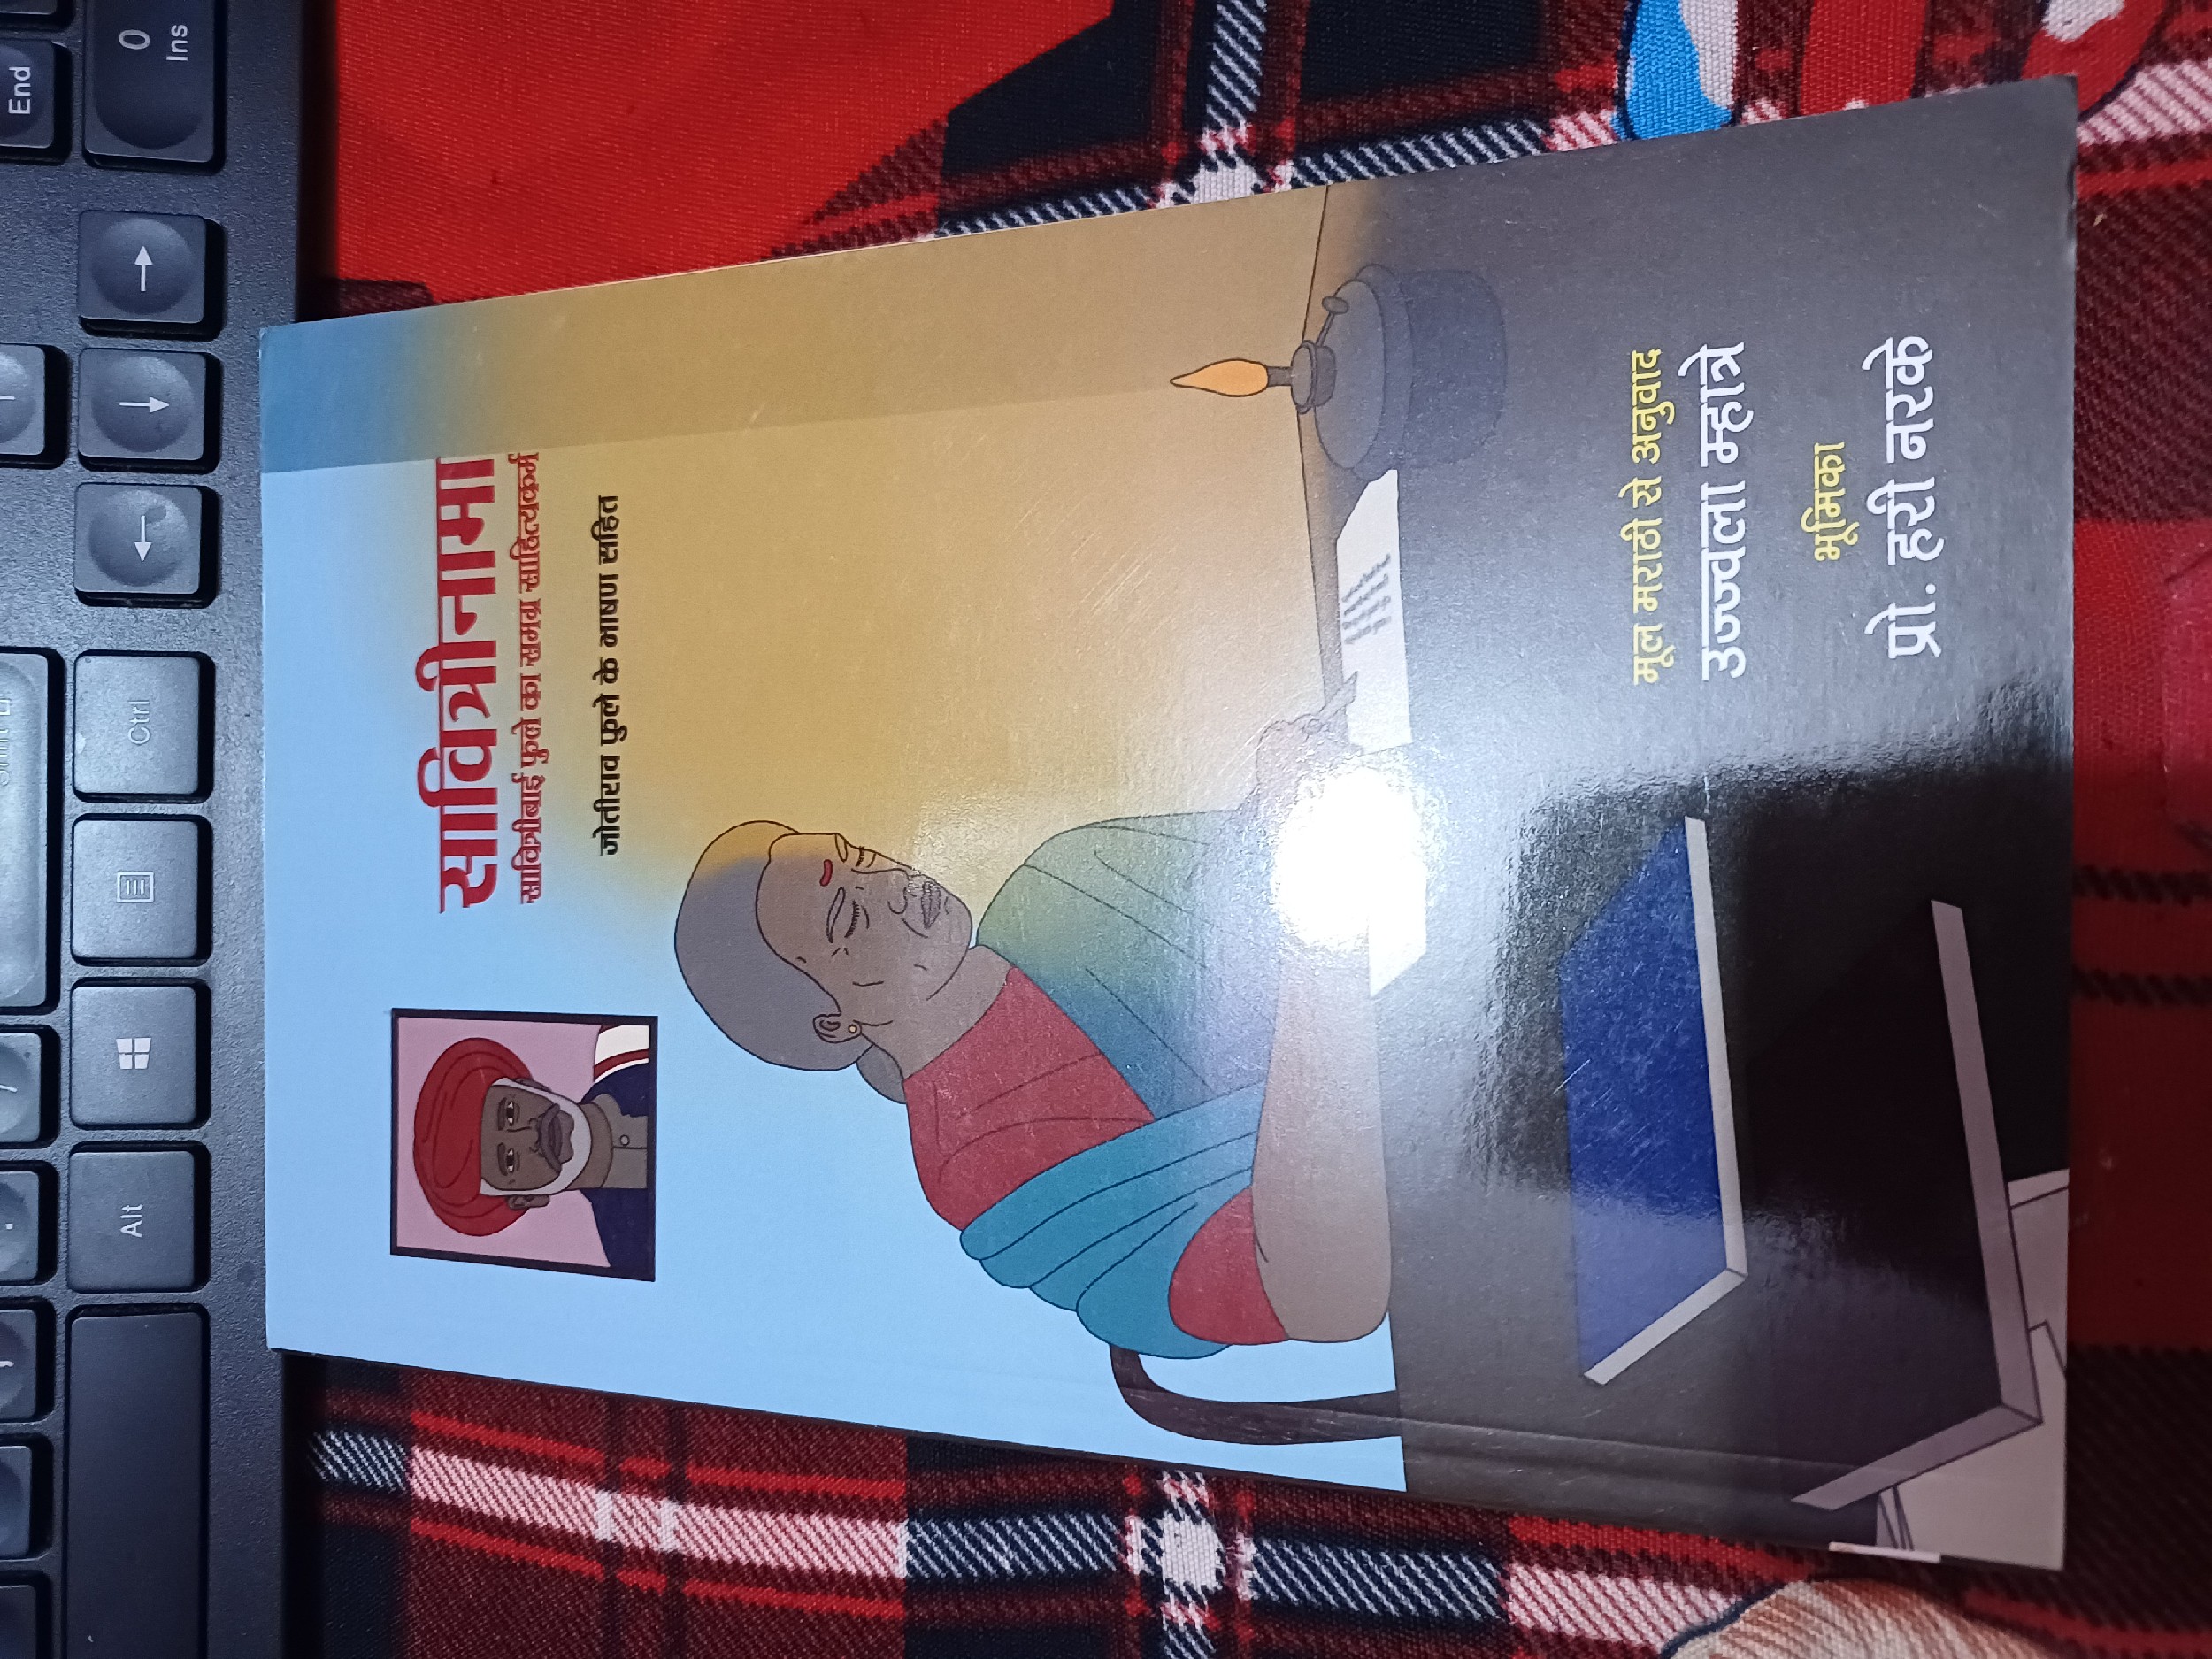 सावित्रीनामा
सावित्रीबाई फुले का समग्र साहित्यकर्म
जोतीराव फुले के भाषण सहित
मूल मराठी से अनुवाद
उज्ज्वला म्हात्रे
भूमिका
प्रो. हरी नरके
0
Ins
End
Ctrl
Alt